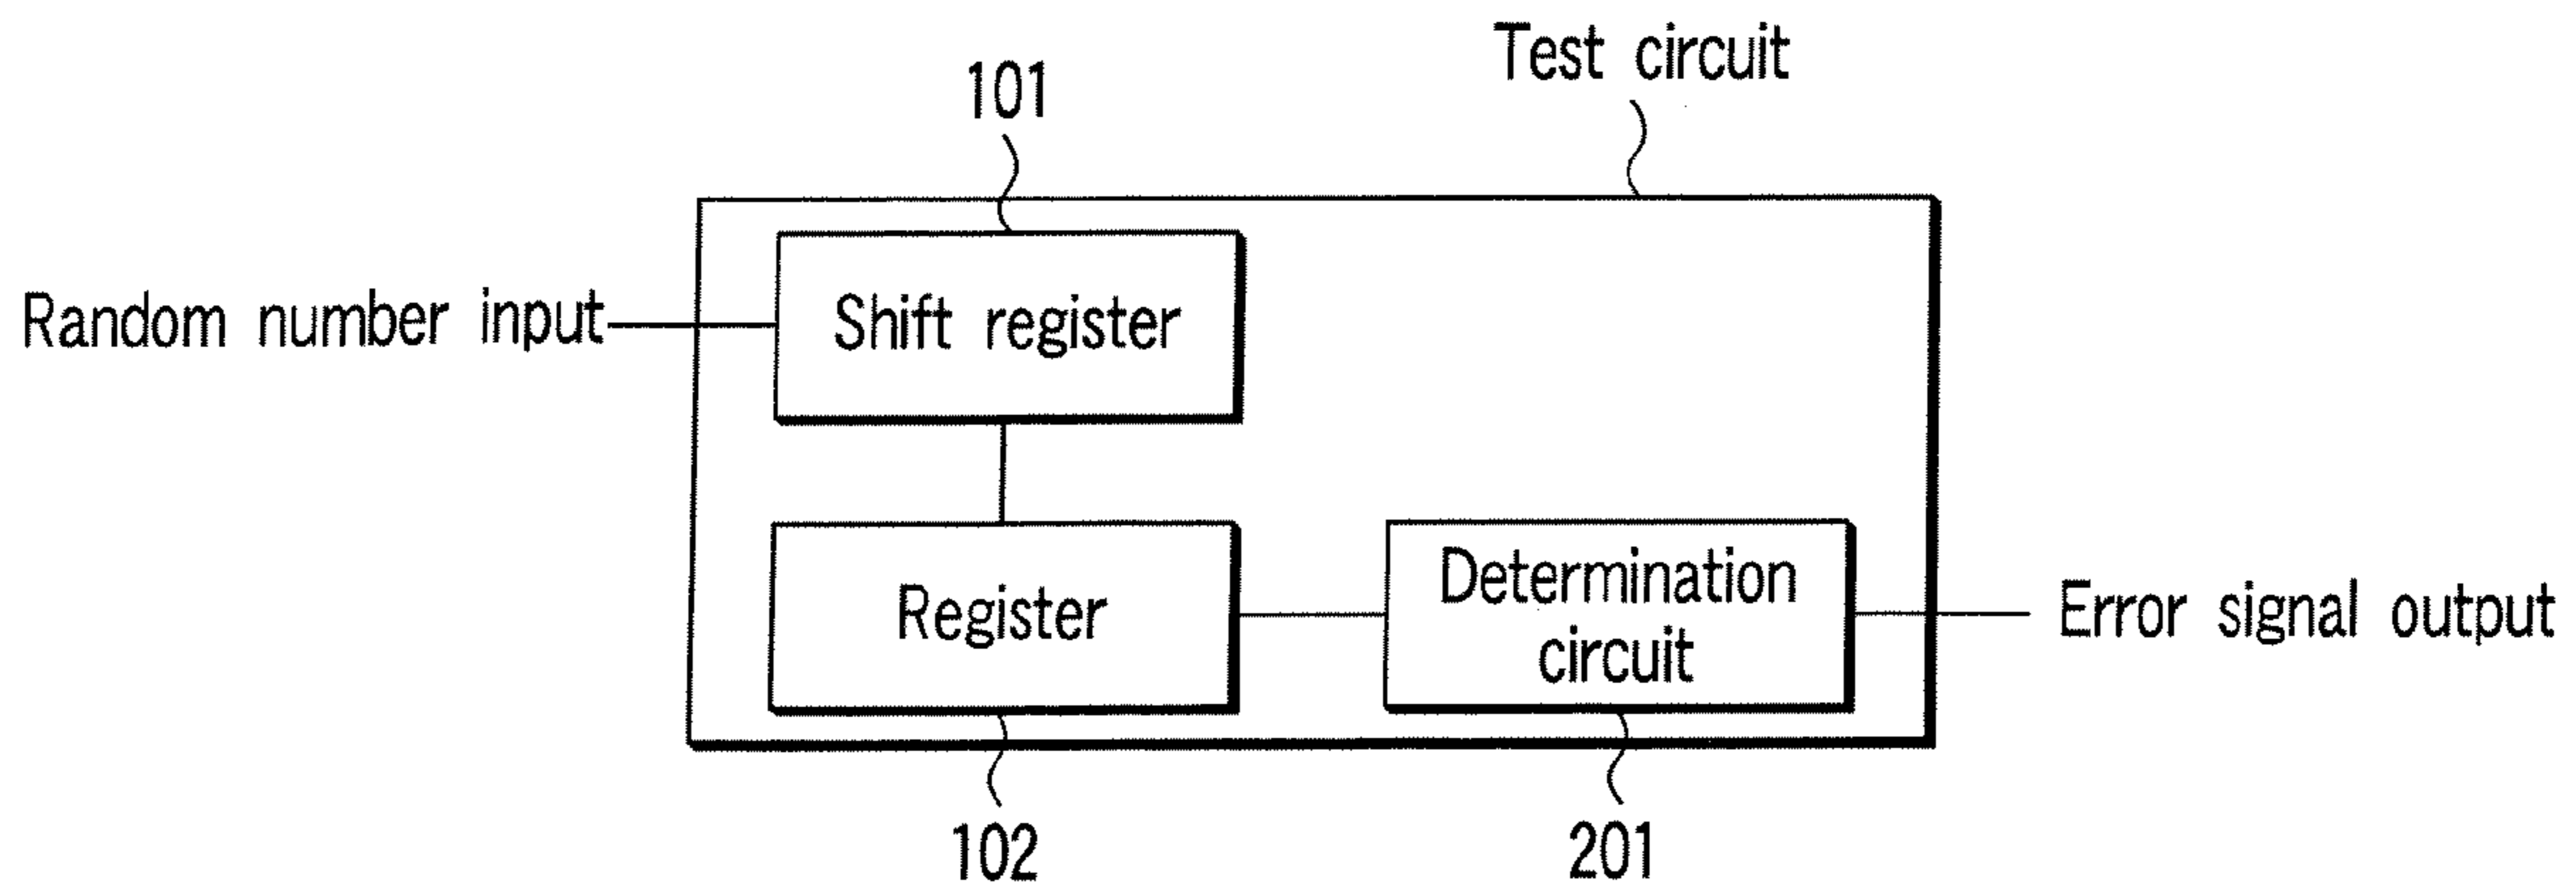 Test circuit
101
Random number input
Shift register
Register
Determination
circuit
Error signal output
102
201